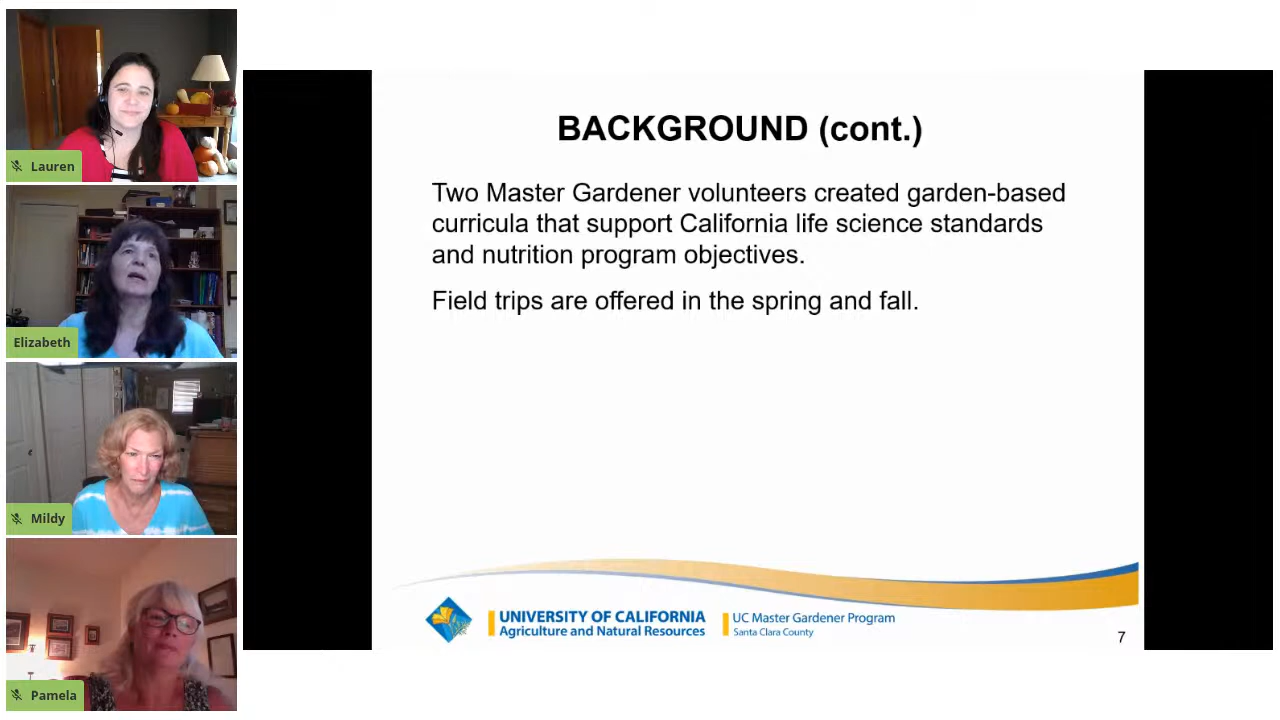 Lauren
Elizabeth
Mildy
Pamela
BACKGROUND (cont.)
Two Master Gardener volunteers created garden-based
curricula that support California life science standards
and nutrition program objectives.
Field trips are offered in the spring and fall.
UNIVERSITY OF CALIFORNIA
Agriculture and Natural Resources
UC Master Gardener Program
Santa Clara County
7